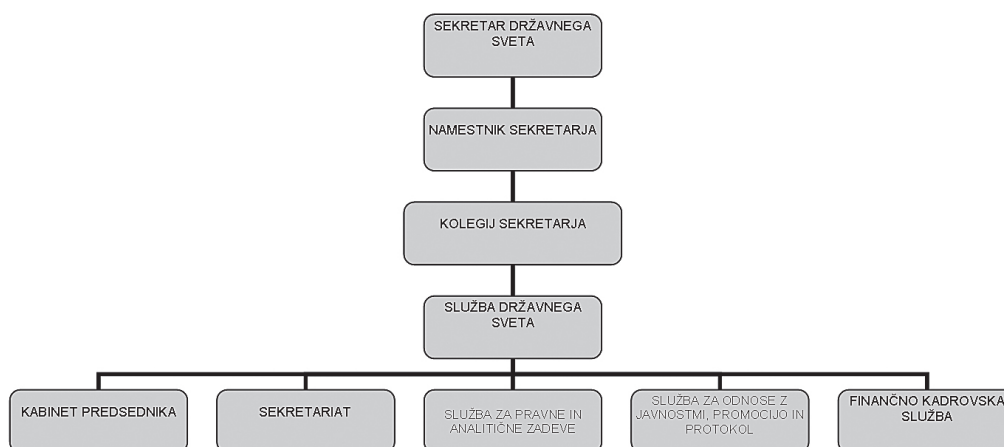 SEKRETAR DRŽAVNEGA
SVETA
NAMESTNIK SEKRETARJA
KOLEGIJ SEKRETARJA
SLUŽBA DRŽAVNEGA
SVETA
KABINET PREDSEDNIKA
SEKRETARIAT
SLUŽBA ZA PRAVNE IN
ANALITIČNE ZADEVE
SLUŽBA ZA ODNOSE Z
JAVNOSTMI, PROMOCIJO IN
PROTOKOL
FINANČNO KADROVSKA
SLUŽBA